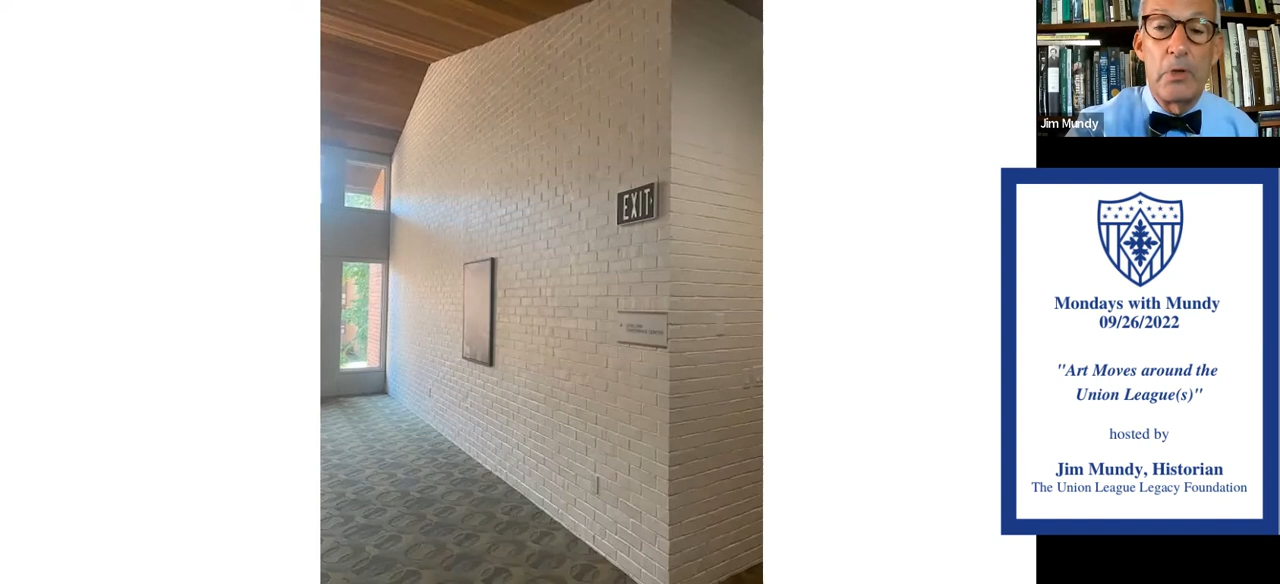 EXIT
Jim Mundy
Mondays with Mundy
09/26/2022
"Art Moves around the
Union League(s)"
hosted by
Jim Mundy, Historian
The Union League Legacy Foundation